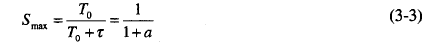 S_max = T_0 / (T_0 + τ) = 1 / (1 + a) (3-3)